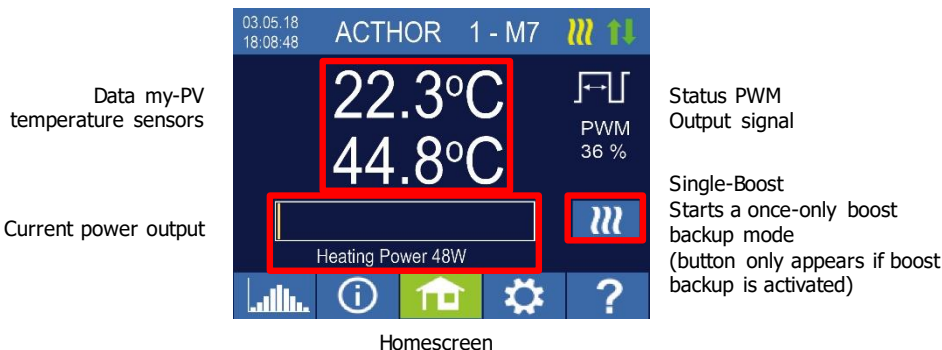 03.05.18
18:08:48
ACTHOR 1 - M7
Data my-PV
temperature sensors
22.3ºC
44.8ºC
PWM
36 %
Status PWM
Output signal
Current power output
Heating Power 48W
Single-Boost
Starts a once-only boost
backup mode
(button only appears if boost
backup is activated)
?
Homescreen